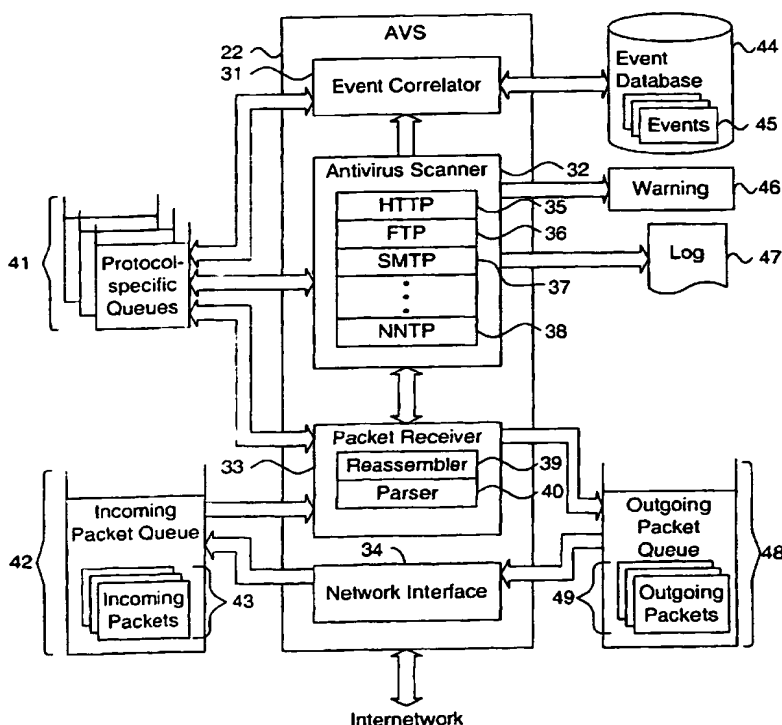 AVS
22
31
Event Correlator
44
Event
Database
Events
45
Antivirus Scanner
32
HTTP
35
FTP
36
SMTP
37
NNTP
38
Warning
46
Log
47
41
Protocol-
specific
Queues
Packet Receiver
33
Reassembler
39
Parser
40
42
Incoming
Packet Queue
43
Incoming
Packets
34
Network Interface
Outgoing
Packet
Queue
48
49
Outgoing
Packets
Internetwork